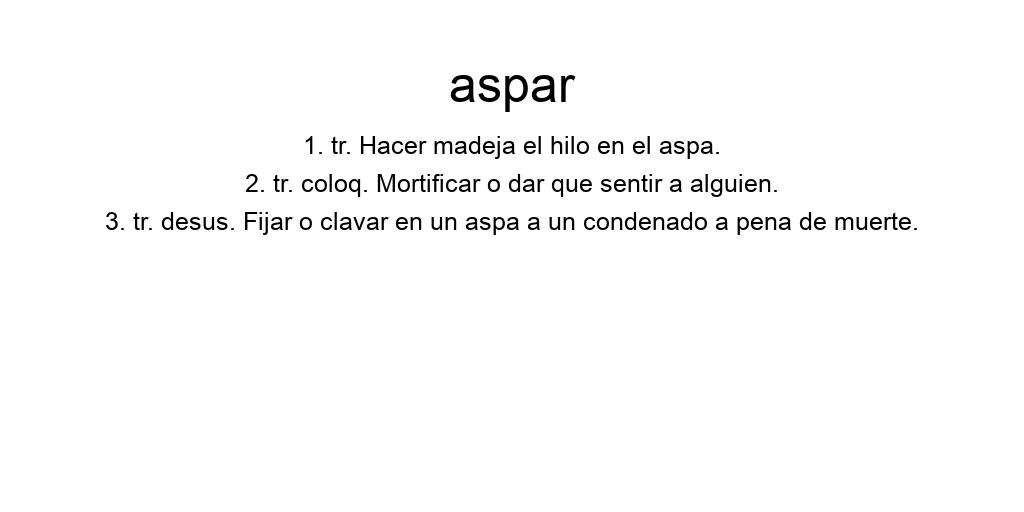 aspar
1. tr. Hacer madeja el hilo en el aspa.
2. tr. coloq. Mortificar o dar que sentir a alguien.
3. tr. desus. Fijar o clavar en un aspa a un condenado a pena de muerte.